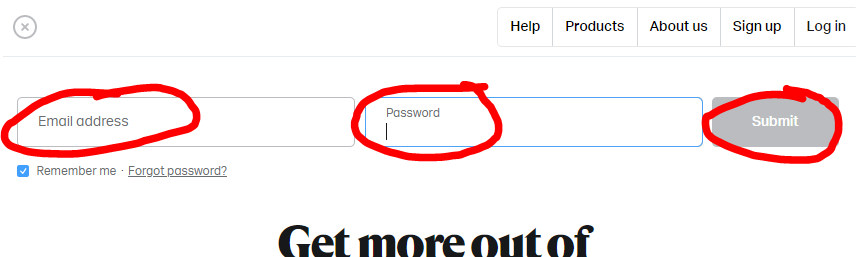 Help Products About us Sign up Log in
Email address Password Submit
Remember me · Forgot password?
Get more out of